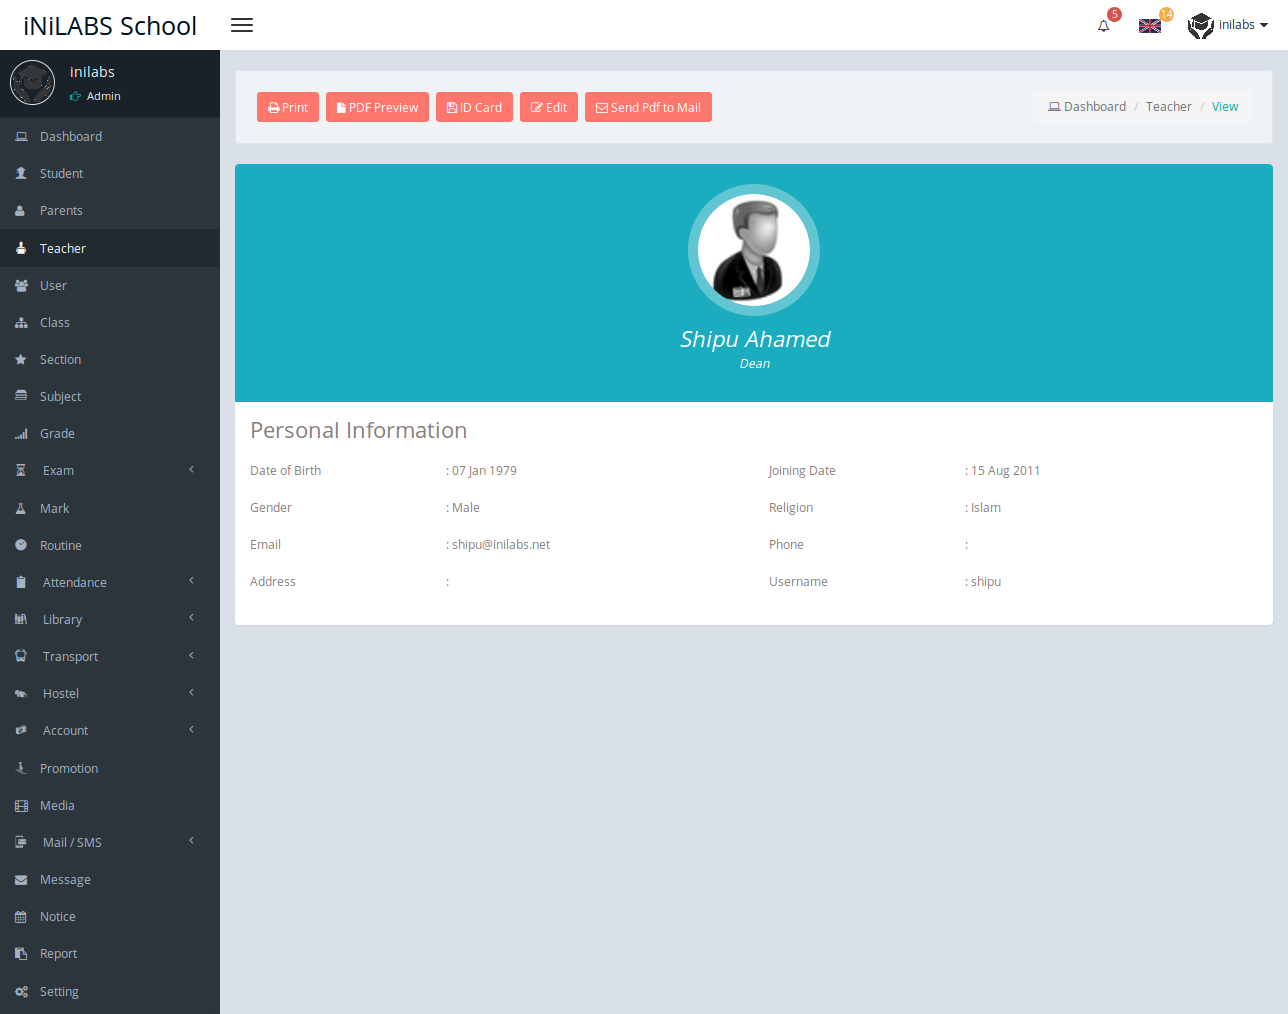 iNiLABS School
5
14
inilabs
inilabs
Admin
Dashboard
Student
Parents
Teacher
User
Class
Section
Subject
Grade
Exam
Mark
Routine
Attendance
Library
Transport
Hostel
Account
Promotion
Media
Mail / SMS
Message
Notice
Report
Setting
Print PDF Preview ID Card Edit Send Pdf to Mail
Dashboard / Teacher / View
Shipu Ahamed
Dean
Personal Information
Date of Birth : 07 Jan 1979 Joining Date : 15 Aug 2011
Gender : Male Religion : Islam
Email : shipu@inilabs.net Phone :
Address : Username : shipu